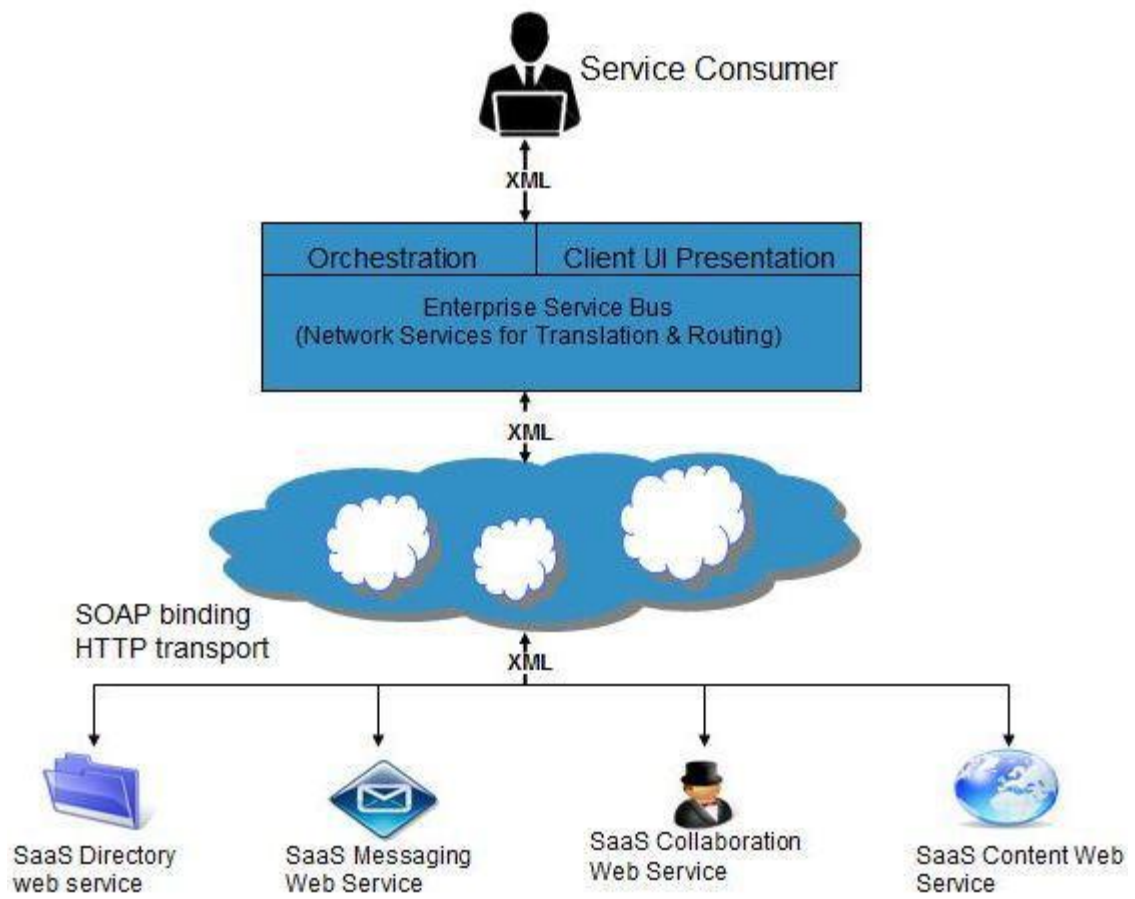 Service Consumer
XML
Orchestration
Client UI Presentation
Enterprise Service Bus
(Network Services for Translation & Routing)
XML
SOAP binding
HTTP transport
XML
SaaS Directory
web service
SaaS Messaging
Web Service
SaaS Collaboration
Web Service
SaaS Content Web
Service